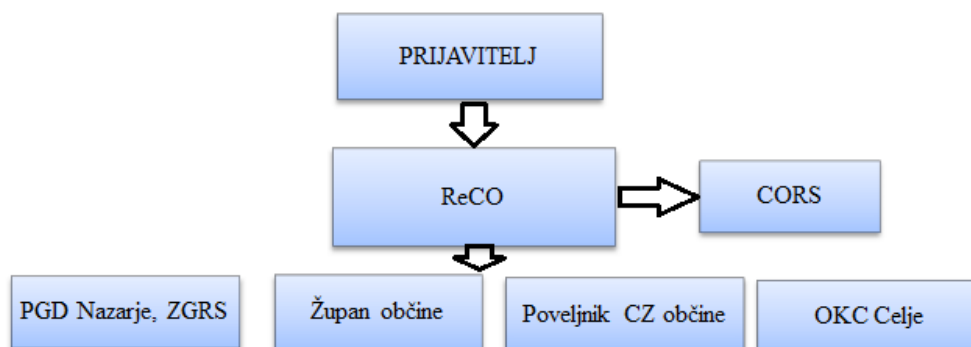 PRIJAVITELJ
ReCO
CORS
PGD Nazarje, ZGRS
Župan občine
Poveljnik CZ občine
OKC Celje